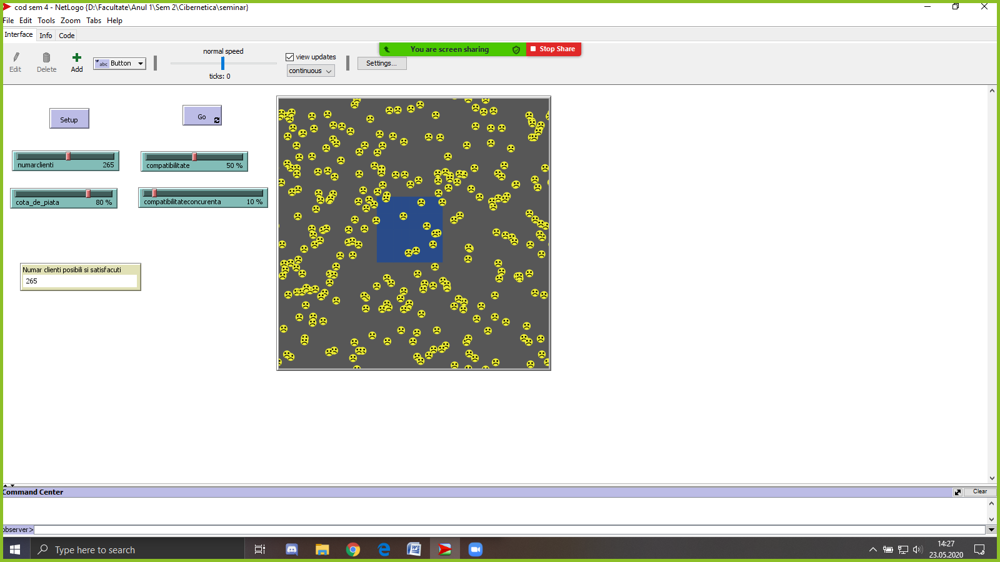 cod sem 4 - NetLogo {D:\Facultate\Anul 1\Sem 2\Cibernetica\seminar}
File Edit Tools Zoom Tabs Help
Interface Info Code
You are screen sharing Stop Share
Edit Delete Add abc Button
normal speed
ticks: 0
view updates
continuous
Settings...
Setup Go
numarclienti 265
compatibilitate 50 %
cota_de_piata 80 %
compatibilitateconcurenta 10 %
Numar clienti posibili si satisfacuti
265
Command Center Clear
observer>
Type here to search
14:27
23.05.2020